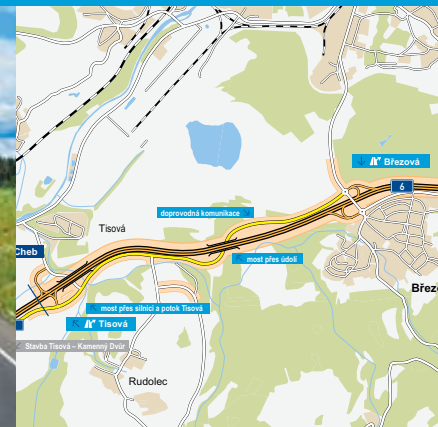 Březová
6
doprovodná komunikace
Tisová
Cheb
most přes údolí
Březo
most přes silnici a potok Tisová
Tisová
Stavba Tisová – Kamenný Dvůr
Rudolec